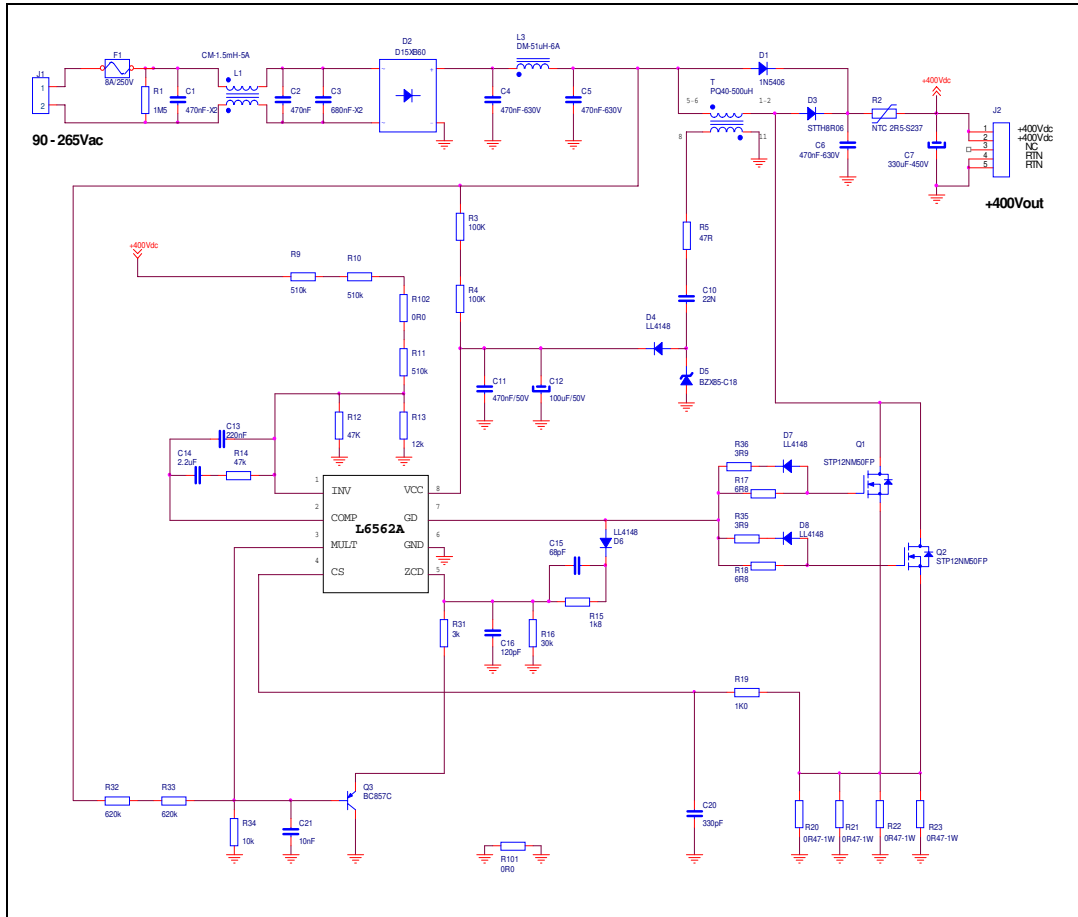 F1
8A/250V
J1
1
2
90 - 265Vac
R1
1M5
C1
470nF-X2
CM-1.5mH-5A
L1
C2
470nF
C3
680nF-X2
D2
D15XB60
~
+
~
-
L3
DM-51uH-6A
C4
470nF-630V
C5
470nF-630V
D1
1N5406
T
PQ40-500uH
5-6
1-2
8
11
D3
STTH8R06
R2
NTC 2R5-S237
C6
470nF-630V
+400Vdc
C7
330uF-450V
J2
1
2
3
4
5
+400Vdc
+400Vdc
NC
RTN
RTN
+400Vout
R3
100K
R4
100K
R5
47R
C10
22N
D4
LL4148
D5
BZX85-C18
+400Vdc
R9
510k
R10
510k
R102
0R0
R11
510k
C11
470nF/50V
C12
100uF/50V
R12
47K
R13
12k
C13
220nF
C14
2.2uF
R14
47k
1
INV
2
COMP
3
MULT
4
CS
L6562A
VCC
8
GD
7
GND
6
ZCD
5
R36
3R9
D7
LL4148
R17
6R8
R35
3R9
D8
LL4148
R18
6R8
Q1
STP12NM50FP
Q2
STP12NM50FP
LL4148
D6
C15
68pF
R15
1k8
R31
3k
C16
120pF
R16
30k
R19
1K0
R32
620k
R33
620k
R34
10k
C21
10nF
Q3
BC857C
R101
0R0
C20
330pF
R20
0R47-1W
R21
0R47-1W
R22
0R47-1W
R23
0R47-1W